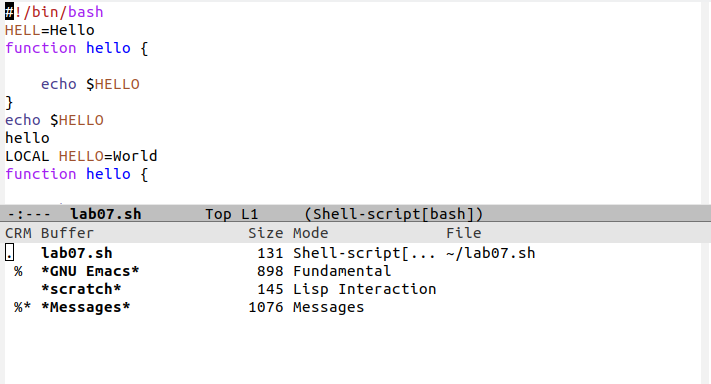 #!/bin/bash
HELL=Hello
function hello {
echo $HELLO
}
echo $HELLO
hello
LOCAL HELLO=World
function hello {
-:--- lab07.sh Top L1 (Shell-script[bash])
CRM Buffer Size Mode File
. lab07.sh 131 Shell-script[... ~/lab07.sh
% *GNU Emacs* 898 Fundamental
*scratch* 145 Lisp Interaction
%* *Messages* 1076 Messages